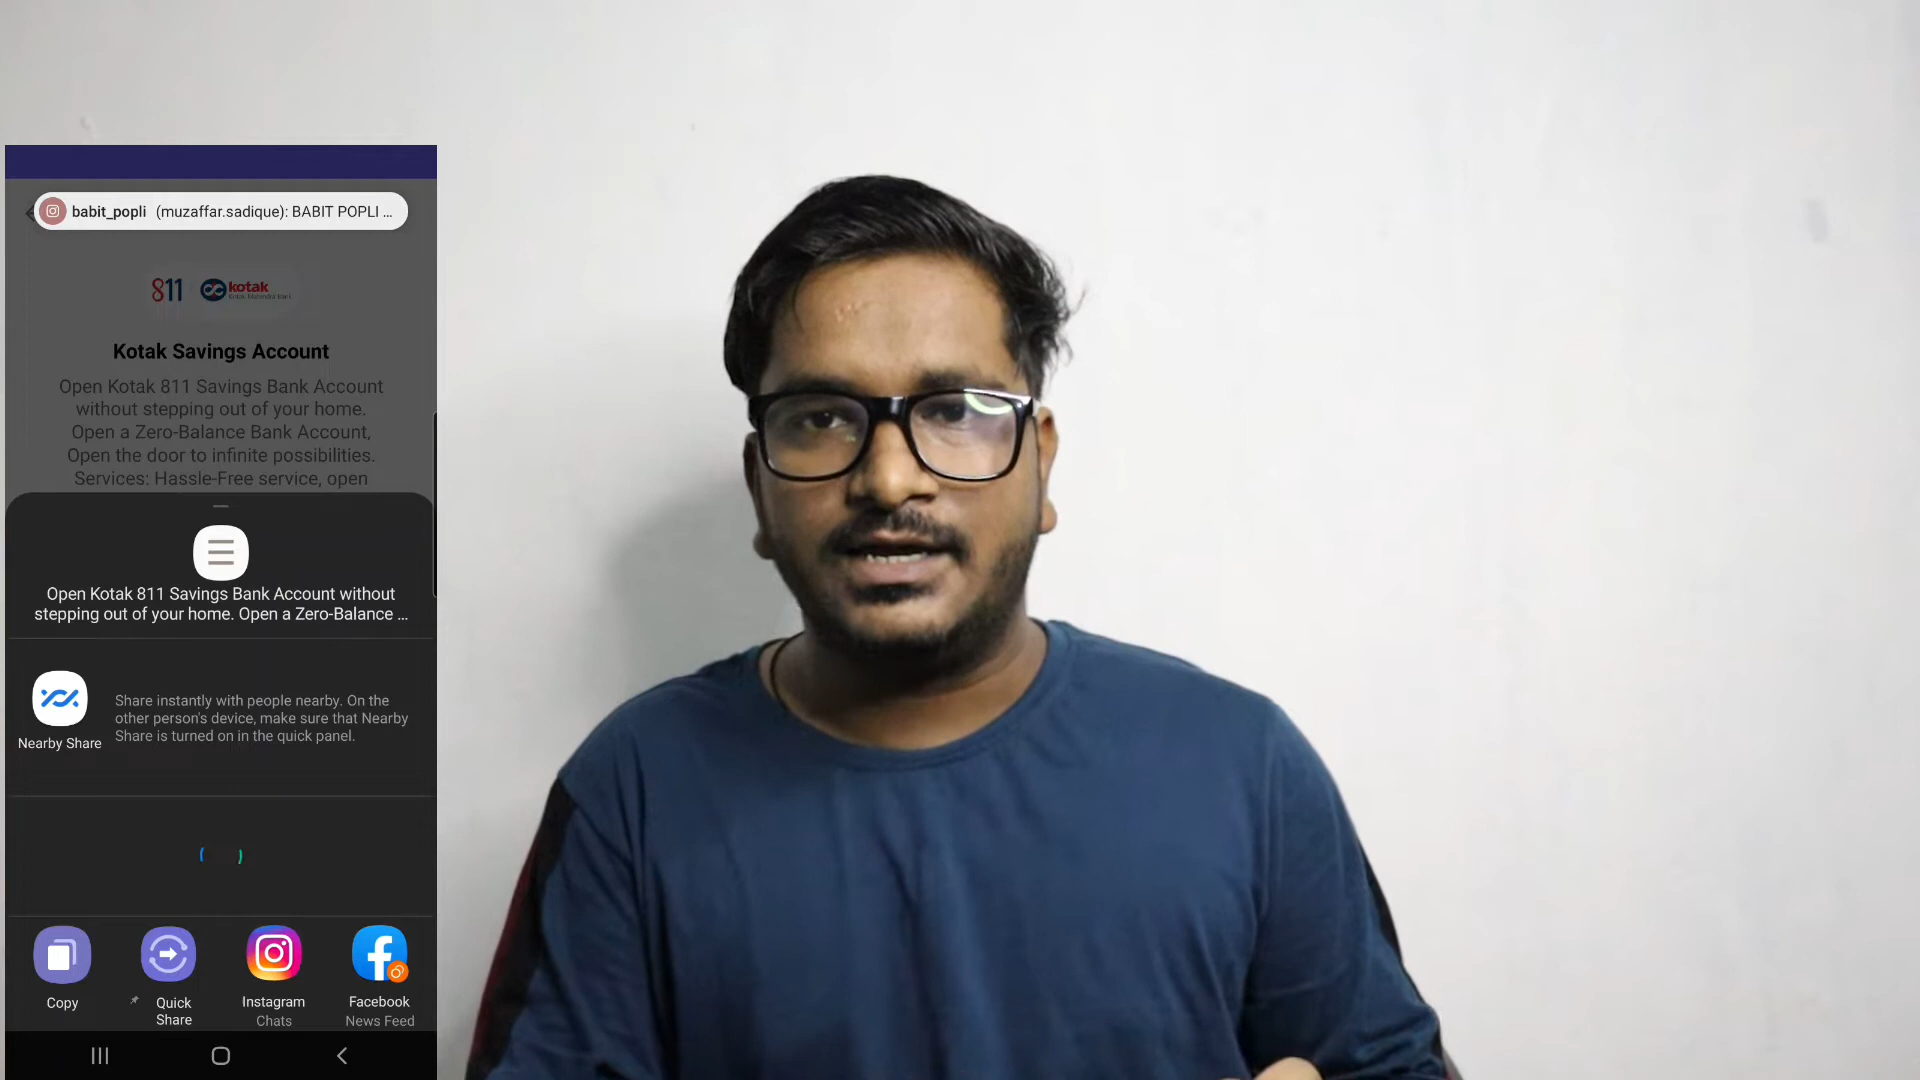 babit_popli (muzaffar.sadique): BABIT POPLI ...
811 kotak
Kotak Mahindra Bank
Kotak Savings Account
Open Kotak 811 Savings Bank Account
without stepping out of your home.
Open a Zero-Balance Bank Account,
Open the door to infinite possibilities.
Services: Hassle-Free service, open
Open Kotak 811 Savings Bank Account without
stepping out of your home. Open a Zero-Balance ...
Share instantly with people nearby. On the
other person's device, make sure that Nearby
Share is turned on in the quick panel.
Nearby Share
Copy
Quick
Share
Instagram
Chats
Facebook
News Feed